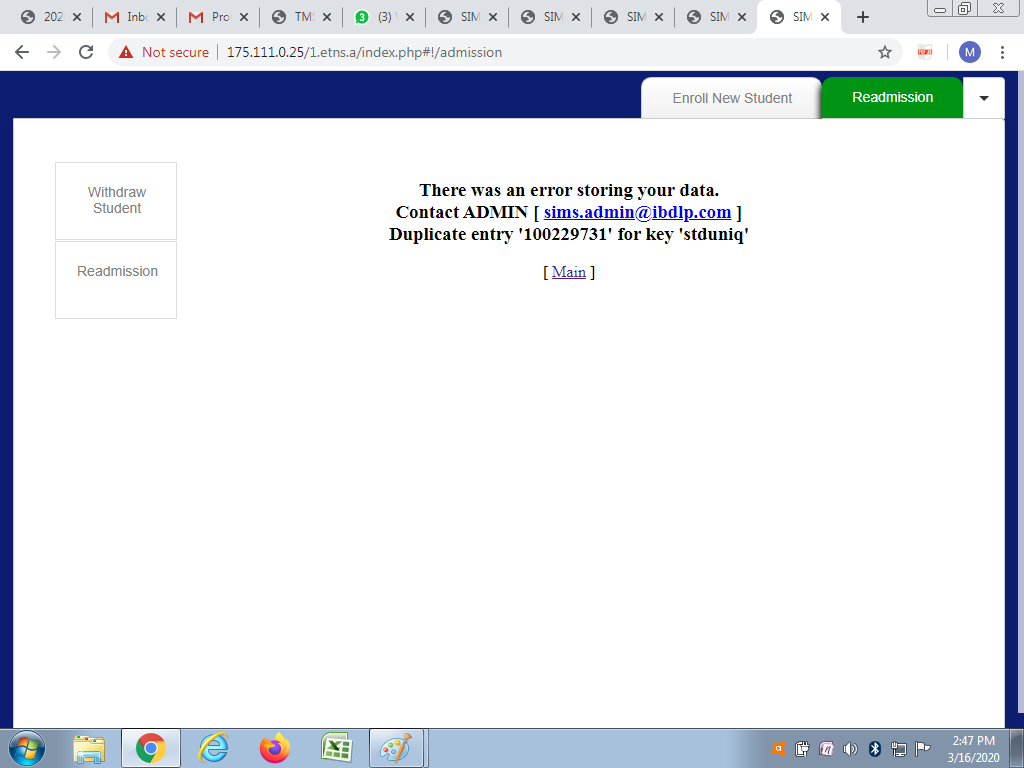 202
Inb
Pro
TM
3 (3)
SIM
SIM
SIM
SIM
SIM
Not secure
175.111.0.25/1.etns.a/index.php#!/admission
M
Enroll New Student
Readmission
Withdraw
Student
Readmission
There was an error storing your data.
Contact ADMIN [ sims.admin@ibdlp.com ]
Duplicate entry '100229731' for key 'stduniq'
[ Main ]
2:47 PM
3/16/2020